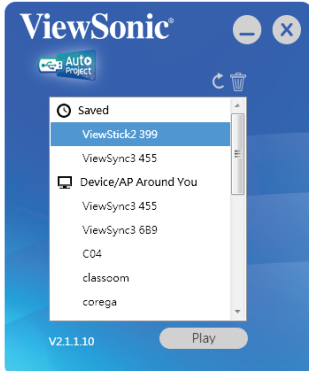 ViewSonic®
Auto
Project
Saved
ViewStick2 399
ViewSync3 455
Device/AP Around You
ViewSync3 455
ViewSync3 6B9
C04
classoom
corega
V2.1.1.10
Play